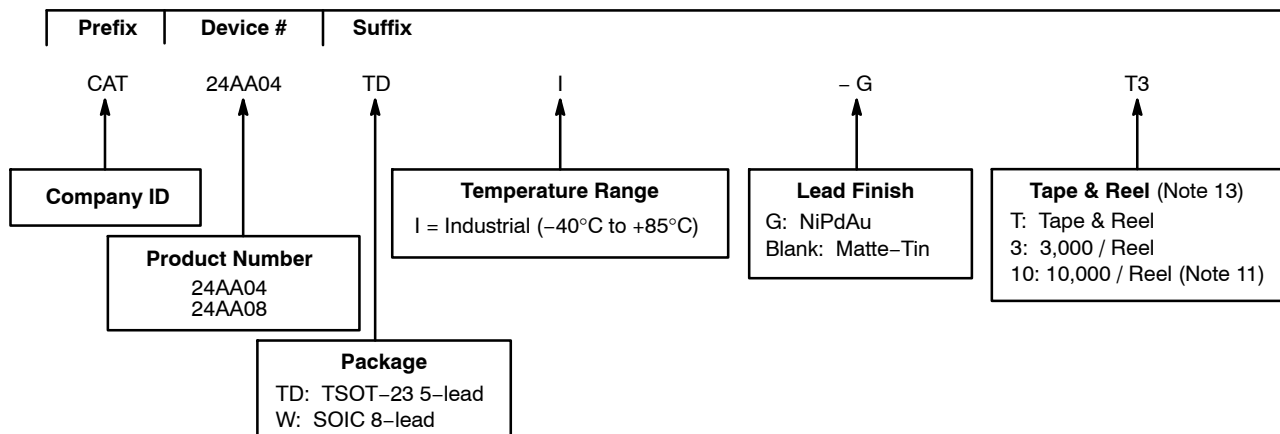 Prefix Device # Suffix
CAT 24AA04 TD I – G T3
Company ID
Product Number
24AA04
24AA08
Package
TD: TSOT–23 5–lead
W: SOIC 8–lead
Temperature Range
I = Industrial (–40°C to +85°C)
Lead Finish
G: NiPdAu
Blank: Matte–Tin
Tape & Reel (Note 13)
T: Tape & Reel
3: 3,000 / Reel
10: 10,000 / Reel (Note 11)